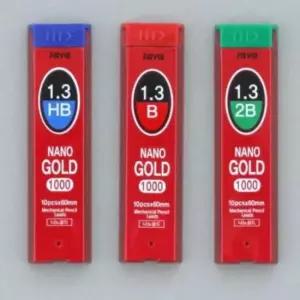 1.3
HB
NANO
GOLD
1000
10pcs×60mm
Mechanical Pencil
Leads
1.3
B
NANO
GOLD
1000
10pcs×60mm
Mechanical Pencil
Leads
1.3
2B
NANO
GOLD
1000
10pcs×60mm
Mechanical Pencil
Leads